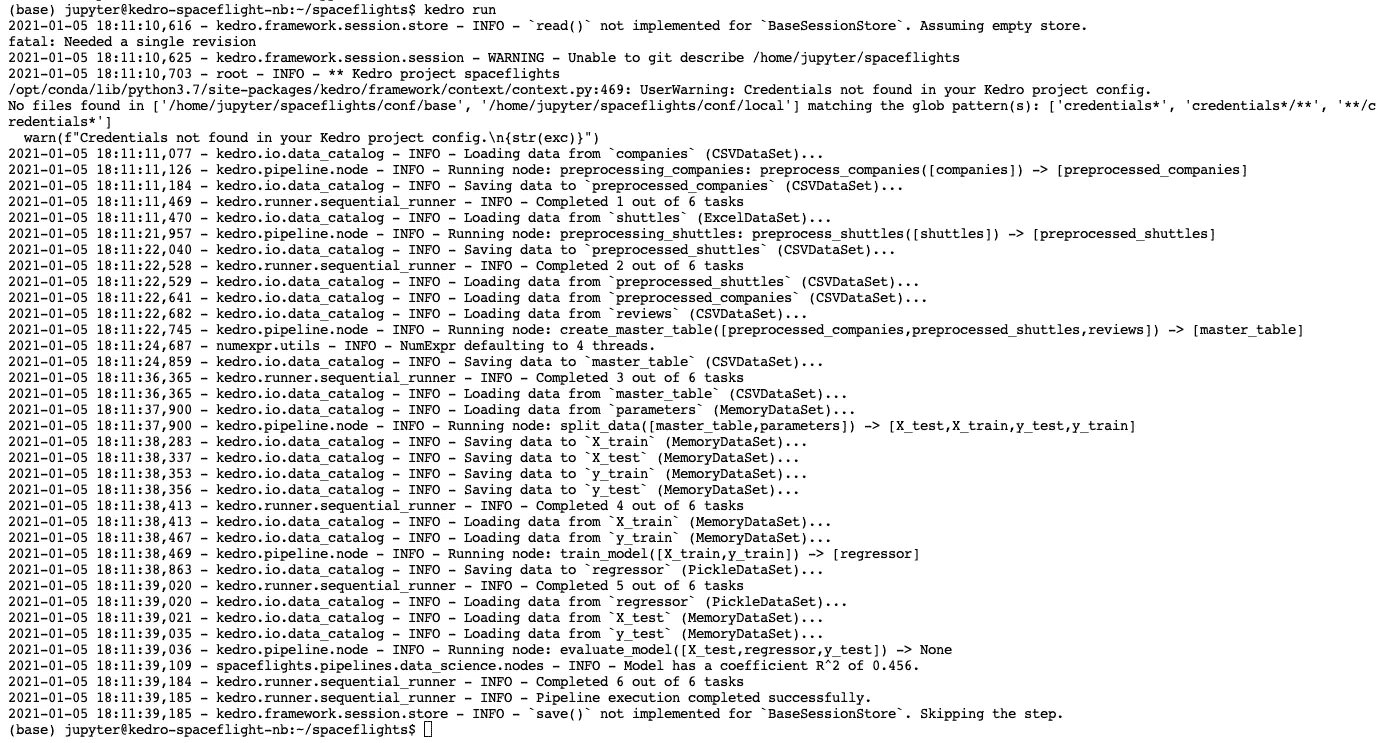 (base) jupyter@kedro-spaceflight-nb:~/spaceflights$ kedro run
2021-01-05 18:11:10,616 - kedro.framework.session.store - INFO - `read()` not implemented for `BaseSessionStore`. Assuming empty store.
fatal: Needed a single revision
2021-01-05 18:11:10,625 - kedro.framework.session.session - WARNING - Unable to git describe /home/jupyter/spaceflights
2021-01-05 18:11:10,703 - root - INFO - ** Kedro project spaceflights
/opt/conda/lib/python3.7/site-packages/kedro/framework/context/context.py:469: UserWarning: Credentials not found in your Kedro project config.
No files found in ['/home/jupyter/spaceflights/conf/base', '/home/jupyter/spaceflights/conf/local'] matching the glob pattern(s): ['credentials*', 'credentials*/**', '**/c
redentials*']
  warn(f"Credentials not found in your Kedro project config.\n{str(exc)}")
2021-01-05 18:11:11,077 - kedro.io.data_catalog - INFO - Loading data from `companies` (CSVDataSet)...
2021-01-05 18:11:11,126 - kedro.pipeline.node - INFO - Running node: preprocessing_companies: preprocess_companies([companies]) -> [preprocessed_companies]
2021-01-05 18:11:11,184 - kedro.io.data_catalog - INFO - Saving data to `preprocessed_companies` (CSVDataSet)...
2021-01-05 18:11:11,469 - kedro.runner.sequential_runner - INFO - Completed 1 out of 6 tasks
2021-01-05 18:11:11,470 - kedro.io.data_catalog - INFO - Loading data from `shuttles` (ExcelDataSet)...
2021-01-05 18:11:21,957 - kedro.pipeline.node - INFO - Running node: preprocessing_shuttles: preprocess_shuttles([shuttles]) -> [preprocessed_shuttles]
2021-01-05 18:11:22,040 - kedro.io.data_catalog - INFO - Saving data to `preprocessed_shuttles` (CSVDataSet)...
2021-01-05 18:11:22,528 - kedro.runner.sequential_runner - INFO - Completed 2 out of 6 tasks
2021-01-05 18:11:22,529 - kedro.io.data_catalog - INFO - Loading data from `preprocessed_shuttles` (CSVDataSet)...
2021-01-05 18:11:22,641 - kedro.io.data_catalog - INFO - Loading data from `preprocessed_companies` (CSVDataSet)...
2021-01-05 18:11:22,682 - kedro.io.data_catalog - INFO - Loading data from `reviews` (CSVDataSet)...
2021-01-05 18:11:22,745 - kedro.pipeline.node - INFO - Running node: create_master_table([preprocessed_companies,preprocessed_shuttles,reviews]) -> [master_table]
2021-01-05 18:11:24,687 - numexpr.utils - INFO - NumExpr defaulting to 4 threads.
2021-01-05 18:11:24,859 - kedro.io.data_catalog - INFO - Saving data to `master_table` (CSVDataSet)...
2021-01-05 18:11:36,365 - kedro.runner.sequential_runner - INFO - Completed 3 out of 6 tasks
2021-01-05 18:11:36,365 - kedro.io.data_catalog - INFO - Loading data from `master_table` (CSVDataSet)...
2021-01-05 18:11:37,900 - kedro.io.data_catalog - INFO - Loading data from `parameters` (MemoryDataSet)...
2021-01-05 18:11:37,900 - kedro.pipeline.node - INFO - Running node: split_data([master_table,parameters]) -> [X_test,X_train,y_test,y_train]
2021-01-05 18:11:38,283 - kedro.io.data_catalog - INFO - Saving data to `X_train` (MemoryDataSet)...
2021-01-05 18:11:38,337 - kedro.io.data_catalog - INFO - Saving data to `X_test` (MemoryDataSet)...
2021-01-05 18:11:38,353 - kedro.io.data_catalog - INFO - Saving data to `y_train` (MemoryDataSet)...
2021-01-05 18:11:38,356 - kedro.io.data_catalog - INFO - Saving data to `y_test` (MemoryDataSet)...
2021-01-05 18:11:38,413 - kedro.runner.sequential_runner - INFO - Completed 4 out of 6 tasks
2021-01-05 18:11:38,413 - kedro.io.data_catalog - INFO - Loading data from `X_train` (MemoryDataSet)...
2021-01-05 18:11:38,467 - kedro.io.data_catalog - INFO - Loading data from `y_train` (MemoryDataSet)...
2021-01-05 18:11:38,469 - kedro.pipeline.node - INFO - Running node: train_model([X_train,y_train]) -> [regressor]
2021-01-05 18:11:38,863 - kedro.io.data_catalog - INFO - Saving data to `regressor` (PickleDataSet)...
2021-01-05 18:11:39,020 - kedro.runner.sequential_runner - INFO - Completed 5 out of 6 tasks
2021-01-05 18:11:39,020 - kedro.io.data_catalog - INFO - Loading data from `regressor` (PickleDataSet)...
2021-01-05 18:11:39,021 - kedro.io.data_catalog - INFO - Loading data from `X_test` (MemoryDataSet)...
2021-01-05 18:11:39,035 - kedro.io.data_catalog - INFO - Loading data from `y_test` (MemoryDataSet)...
2021-01-05 18:11:39,036 - kedro.pipeline.node - INFO - Running node: evaluate_model([X_test,regressor,y_test]) -> None
2021-01-05 18:11:39,109 - spaceflights.pipelines.data_science.nodes - INFO - Model has a coefficient R^2 of 0.456.
2021-01-05 18:11:39,184 - kedro.runner.sequential_runner - INFO - Completed 6 out of 6 tasks
2021-01-05 18:11:39,185 - kedro.runner.sequential_runner - INFO - Pipeline execution completed successfully.
2021-01-05 18:11:39,185 - kedro.framework.session.store - INFO - `save()` not implemented for `BaseSessionStore`. Skipping the step.
(base) jupyter@kedro-spaceflight-nb:~/spaceflights$